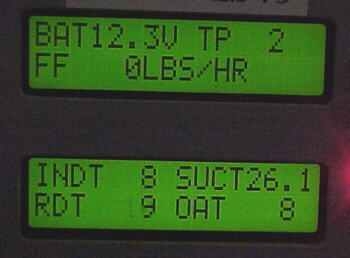 BAT12.3V TP 2
FF 0LBS/HR
INDT 8 SUCT26.1
RDT 9 OAT 8